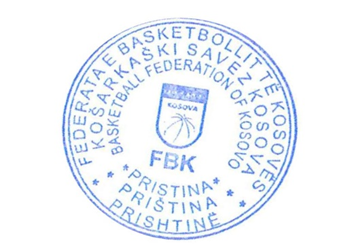 FEDERATA E BASKETBOLLIT TË KOSOVËS
KOŠARKAŠKI SAVEZ KOSOVA
BASKETBALL FEDERATION OF KOSOVO
KOSOVA
FBK
PRISTINA
PRIŠTINA
PRISHTINË